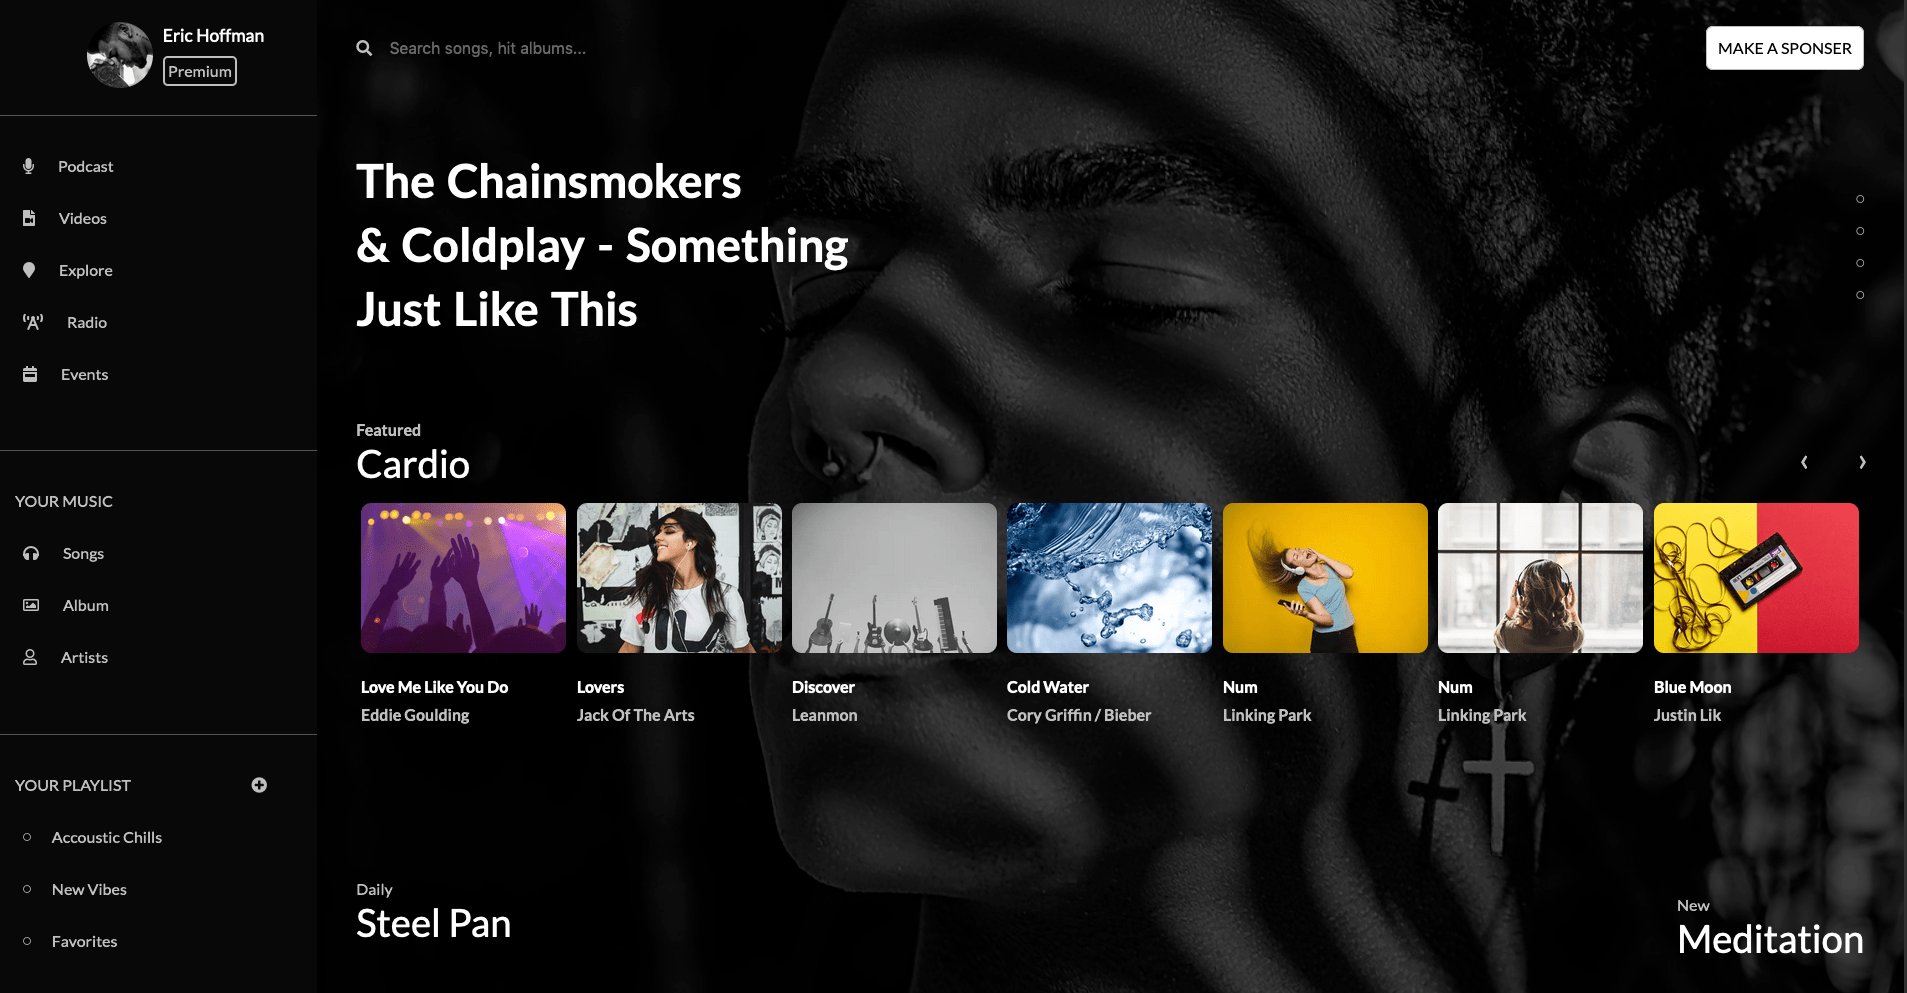 Eric Hoffman
Premium
Podcast
Videos
Explore
Radio
Events
YOUR MUSIC
Songs
Album
Artists
YOUR PLAYLIST
Accoustic Chills
New Vibes
Favorites
Search songs, hit albums...
MAKE A SPONSER
The Chainsmokers
& Coldplay - Something
Just Like This
Featured
Cardio
Love Me Like You Do
Eddie Goulding
Lovers
Jack Of The Arts
Discover
Leanmon
Cold Water
Cory Griffin / Bieber
Num
Linking Park
Num
Linking Park
Blue Moon
Justin Lik
Daily
Steel Pan
New
Meditation